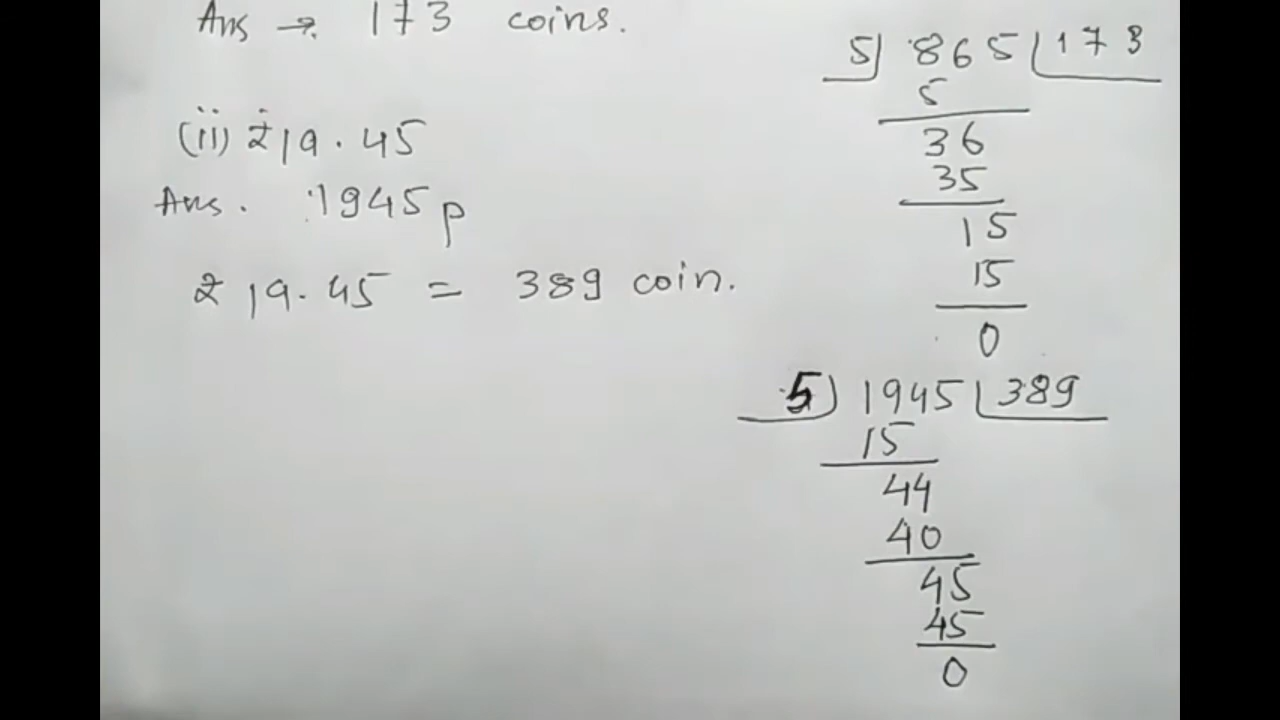 Ans → 173 coins.
(ii) ₹19.45
Ans. 1945 p
₹ 19.45 = 389 coin.
5) 865 (173
5
36
35
15
15
0
5) 1945 (389
15
44
40
45
45
0